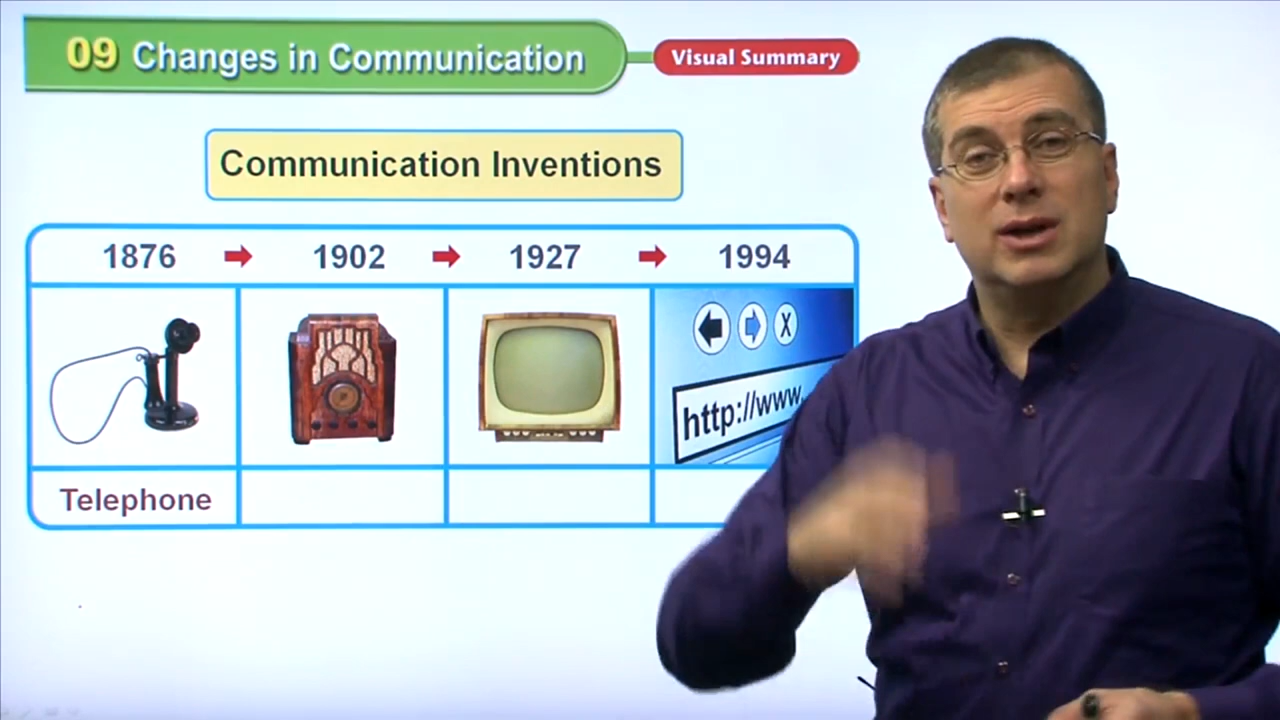 09 Changes in Communication
Visual Summary
Communication Inventions
1876 1902 1927 1994
X
http://www.
Telephone